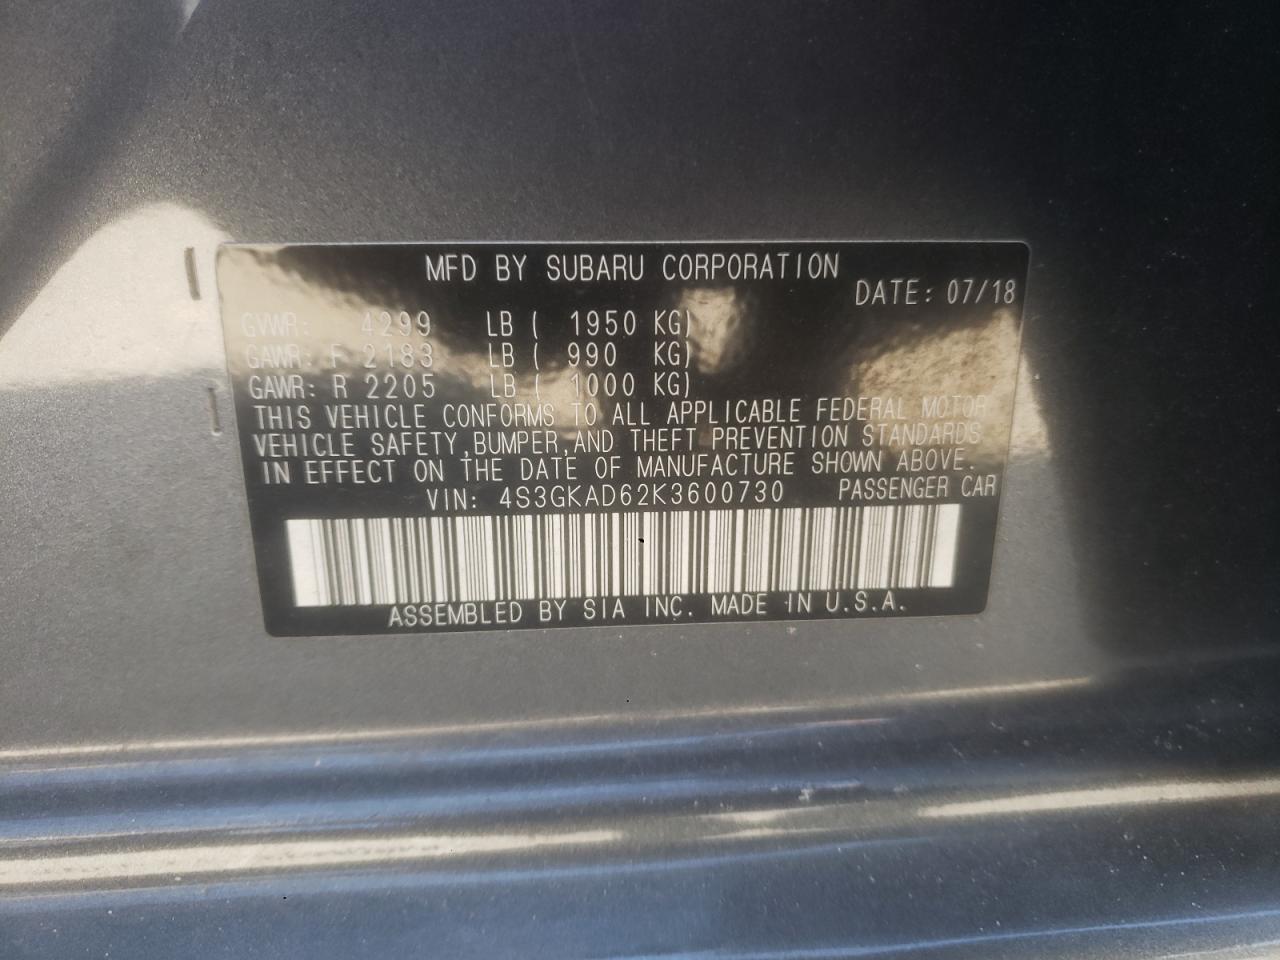 MFD BY SUBARU CORPORATION
DATE: 07/18
GVWR: 4299 LB ( 1950 KG)
GAWR: F 2183 LB ( 990 KG)
GAWR: R 2205 LB ( 1000 KG)
THIS VEHICLE CONFORMS TO ALL APPLICABLE FEDERAL MOTOR
VEHICLE SAFETY, BUMPER, AND THEFT PREVENTION STANDARDS
IN EFFECT ON THE DATE OF MANUFACTURE SHOWN ABOVE.
VIN: 4S3GKAD62K3600730 PASSENGER CAR
ASSEMBLED BY SIA INC. MADE IN U.S.A.